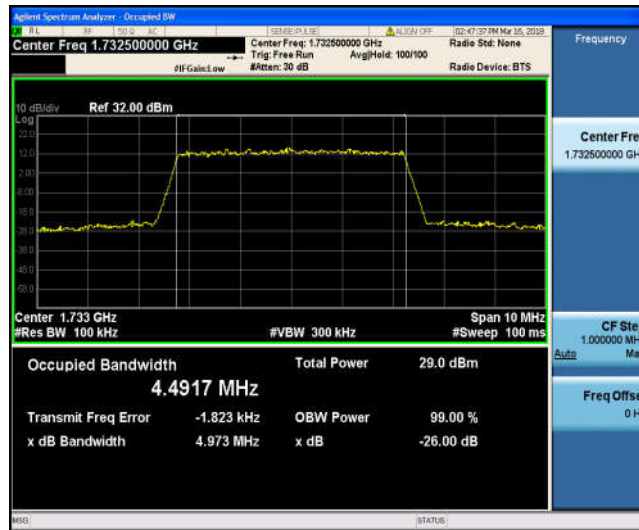 Agilent Spectrum Analyzer - Occupied BW
RL RF 50 Ω AC SENSE:PULSE ALIGN OFF 02:47:37 PM Mar 16, 2018
Center Freq 1.732500000 GHz
Center Freq: 1.732500000 GHz
Radio Std: None
Trig: Free Run Avg|Hold: 100/100
#IFGain:Low
#Atten: 30 dB
Radio Device: BTS
Frequency
10 dB/div Ref 32.00 dBm
Log
22.0
12.0
2.00
-8.00
-18.0
-28.0
-38.0
-48.0
-58.0
Center 1.733 GHz
Span 10 MHz
#Res BW 100 kHz
#VBW 300 kHz
#Sweep 100 ms
Center Fre
1.732500000 GH
CF Ste
1.000000 MH
Auto Ma
Freq Offse
0 H
Occupied Bandwidth
4.4917 MHz
Total Power 29.0 dBm
Transmit Freq Error -1.823 kHz
OBW Power 99.00 %
x dB Bandwidth 4.973 MHz
x dB -26.00 dB
MSG
STATUS